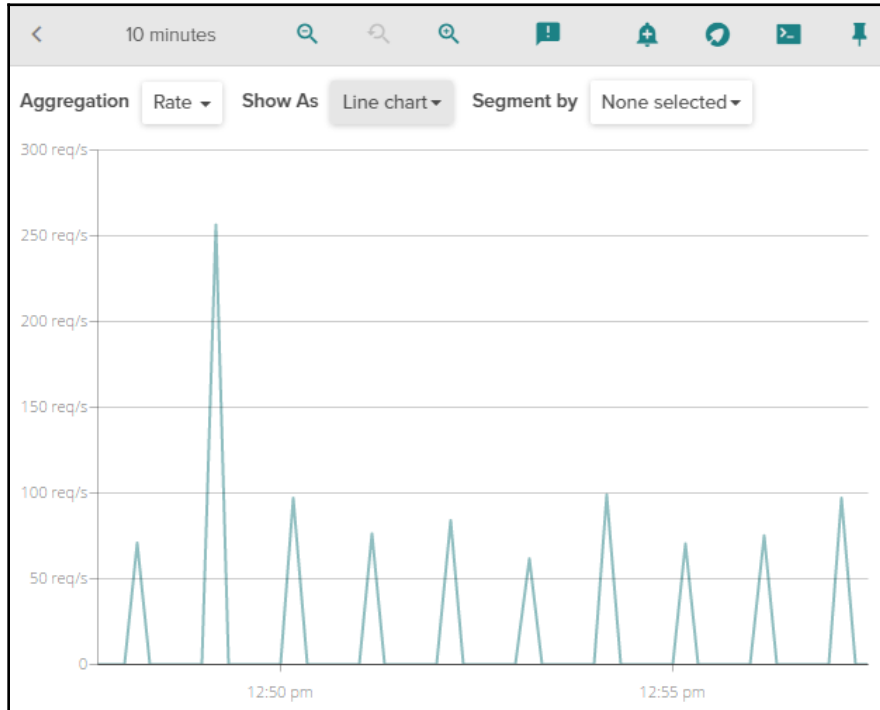 10 minutes
Aggregation Rate Show As Line chart Segment by None selected
300 req/s
250 req/s
200 req/s
150 req/s
100 req/s
50 req/s
0
12:50 pm 12:55 pm